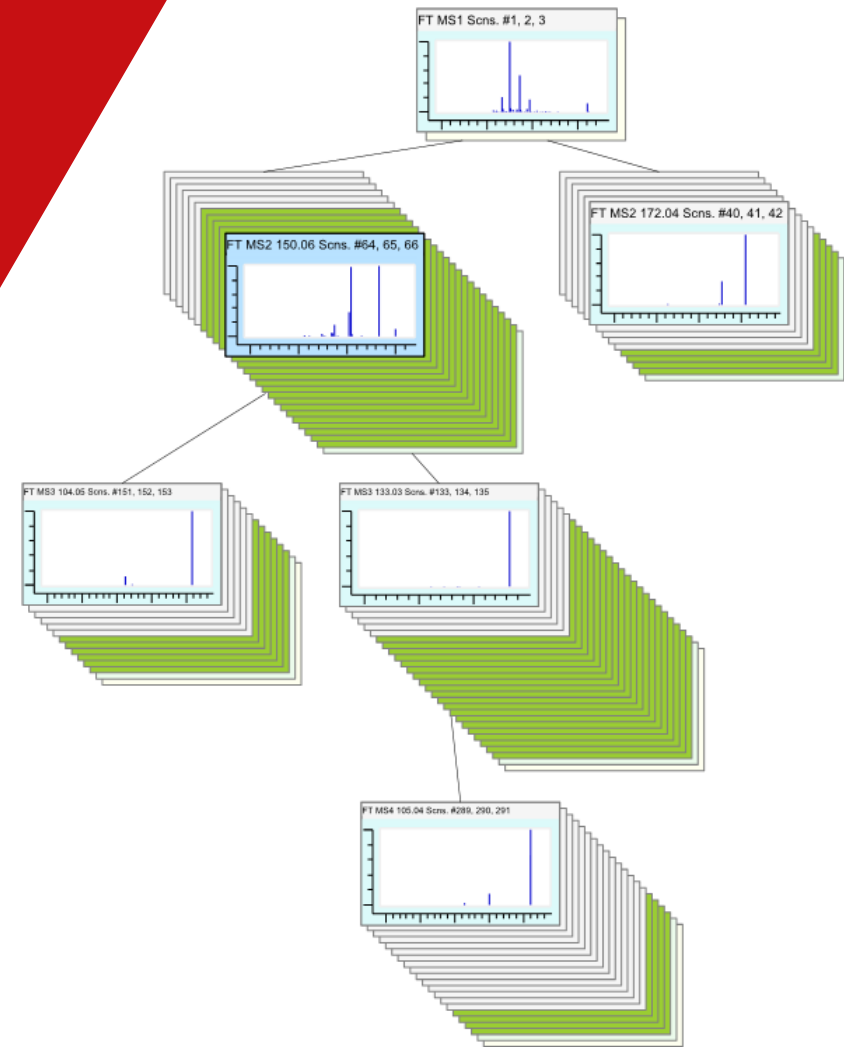 FT MS1 Scns. #1, 2, 3
FT MS2 150.06 Scns. #64, 65, 66
FT MS2 172.04 Scns. #40, 41, 42
FT MS3 104.05 Scns. #151, 152, 153
FT MS3 133.03 Scns. #133, 134, 135
FT MS4 105.04 Scns. #289, 290, 291